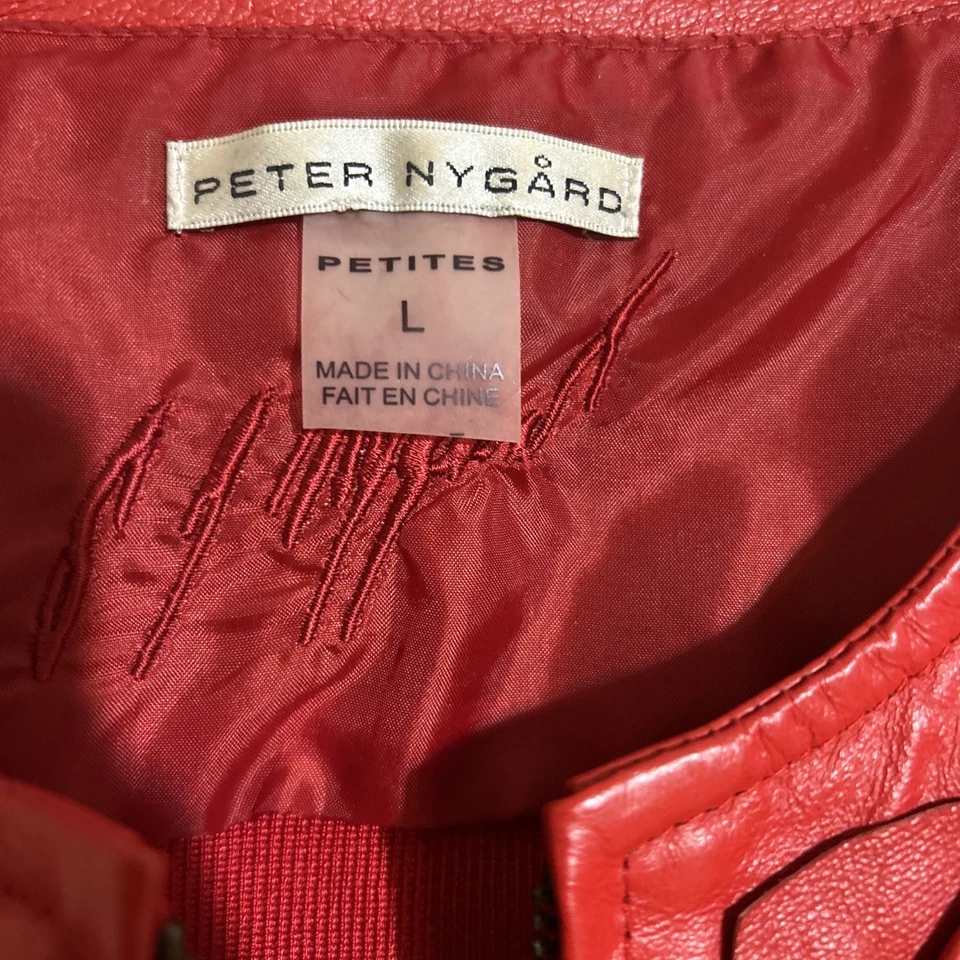 PETER NYGÅRD
PETITES
L
MADE IN CHINA
FAIT EN CHINE